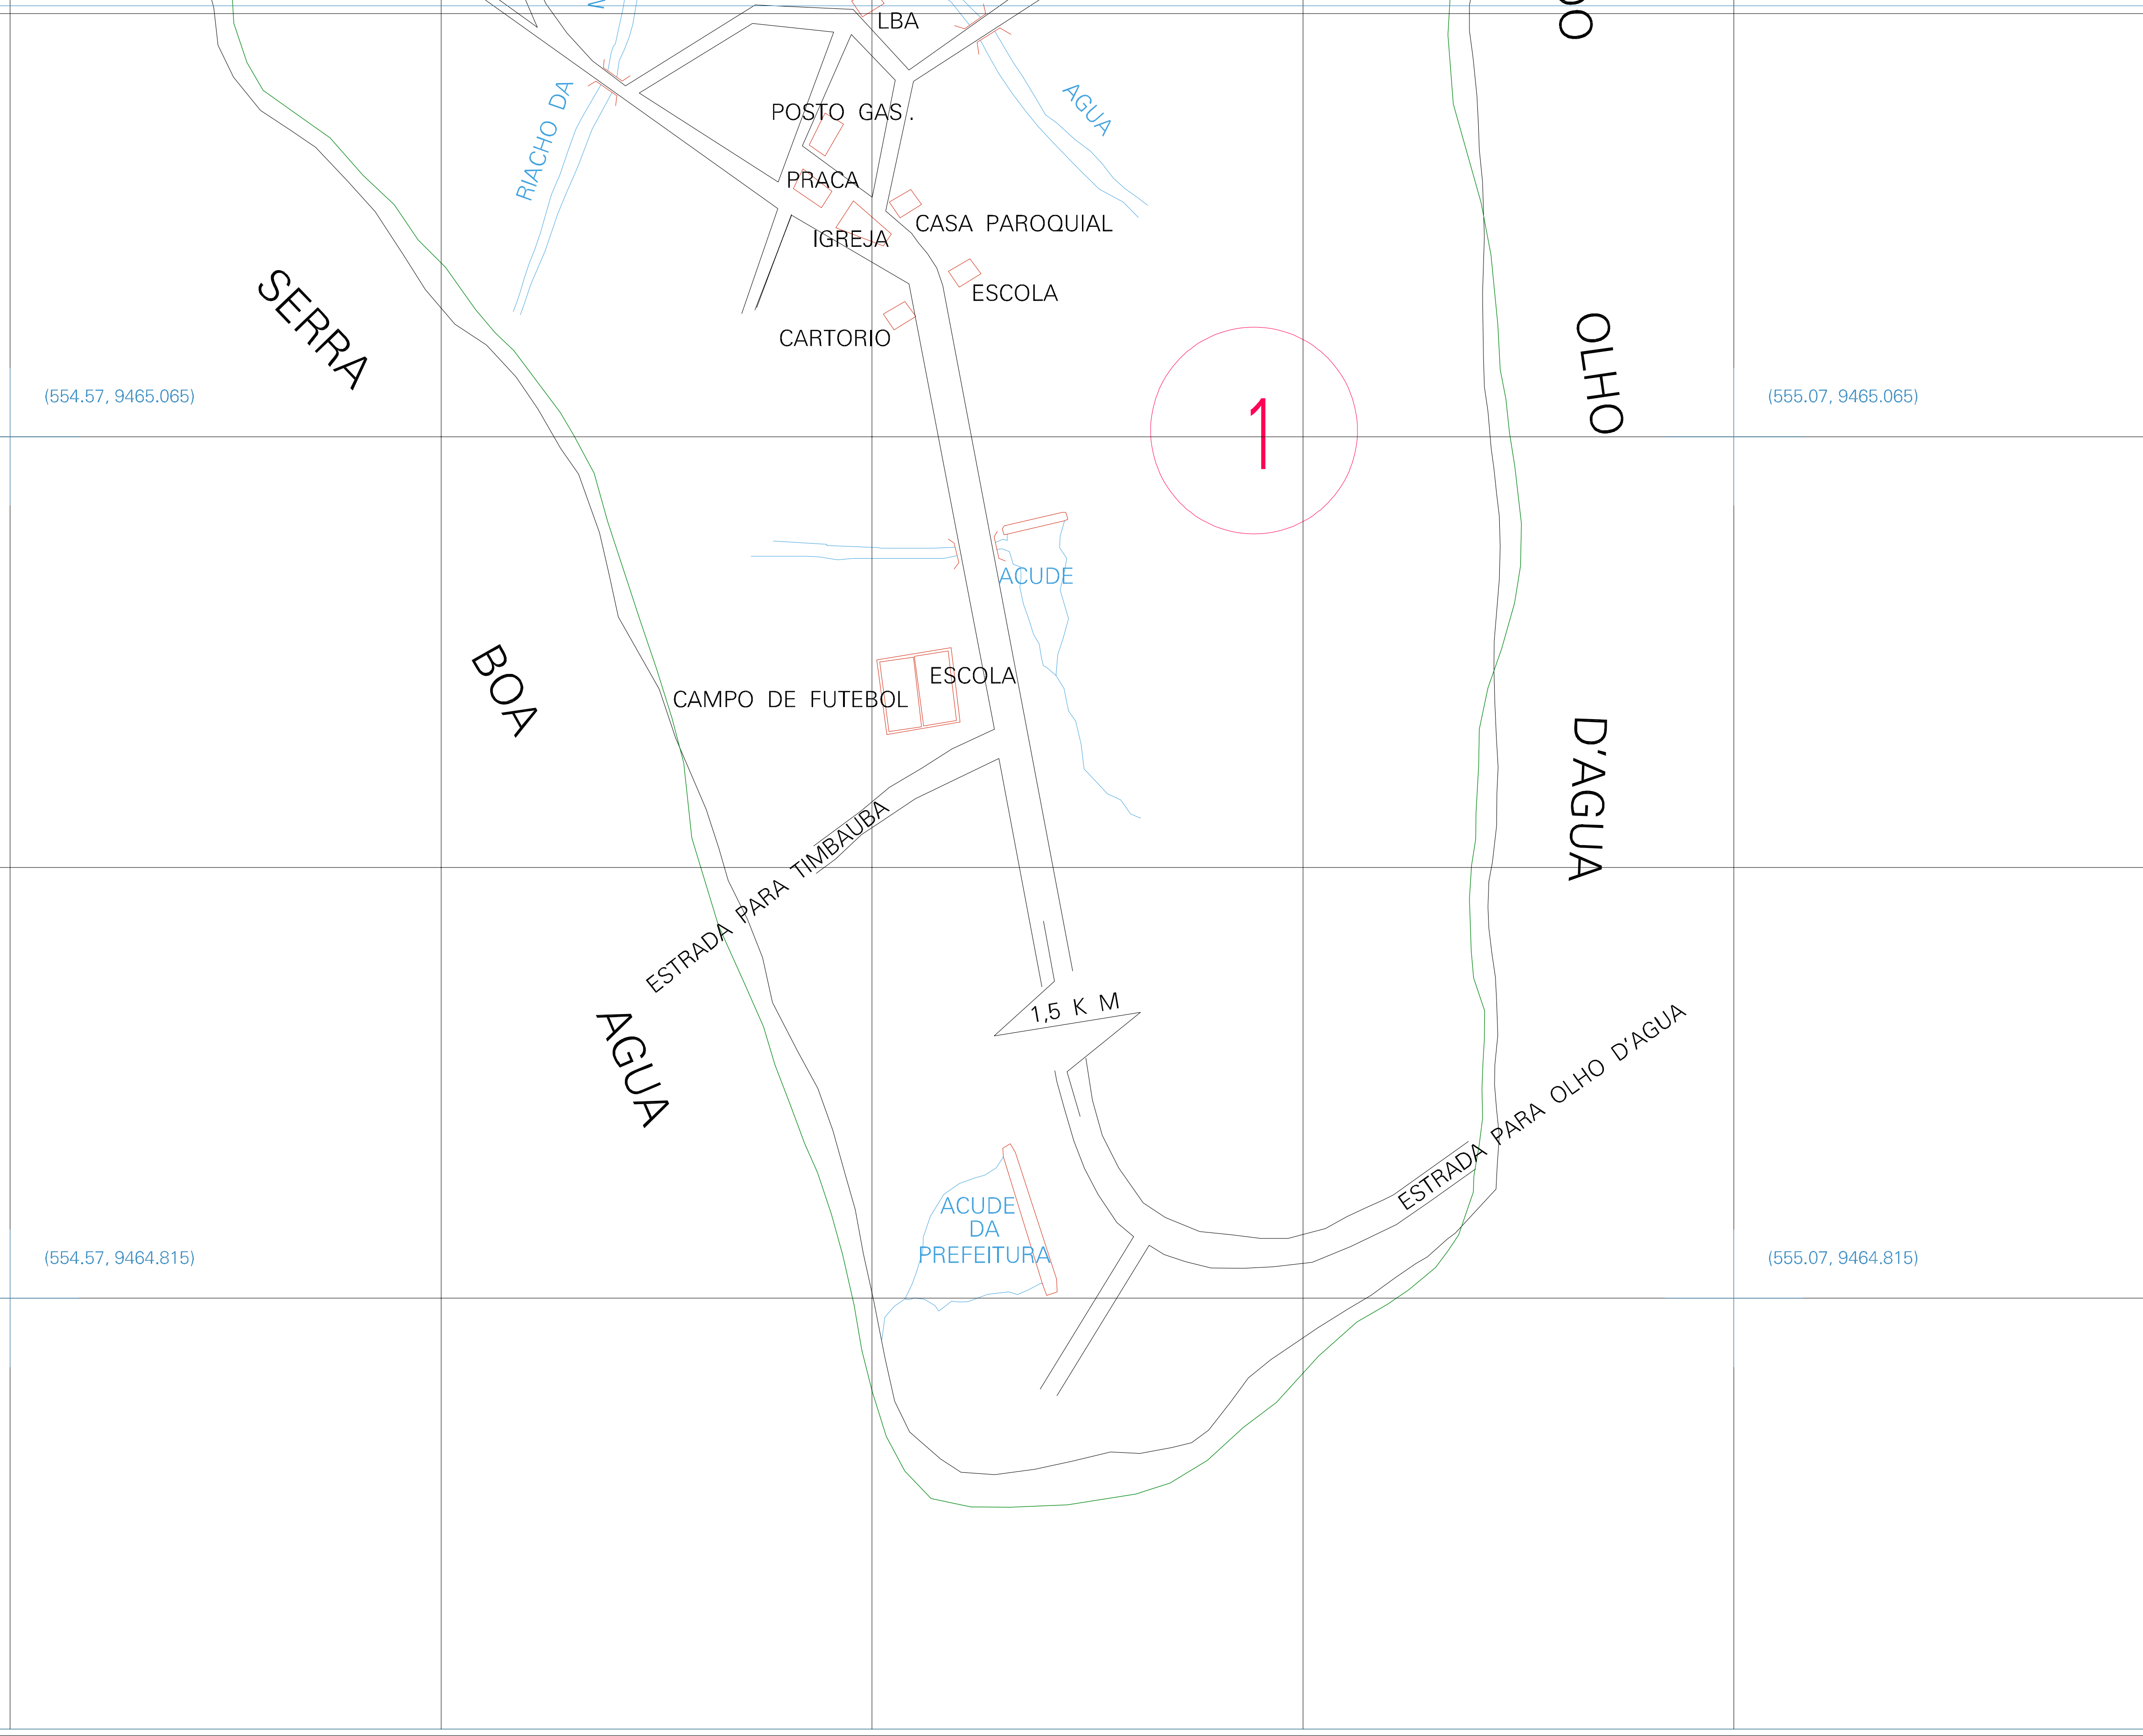 LBA
RIACHO DA
AGUA
POSTO GAS.
PRACA
CASA PAROQUIAL
IGREJA
ESCOLA
CARTORIO
SERRA
OLHO
(554.57, 9465.065)
(555.07, 9465.065)
1
ACUDE
ESCOLA
CAMPO DE FUTEBOL
BOA
D'AGUA
ESTRADA PARA TIMBAUBA
1,5 K M
AGUA
ESTRADA PARA OLHO D'AGUA
ACUDE
DA
PREFEITURA
(554.57, 9464.815)
(555.07, 9464.815)